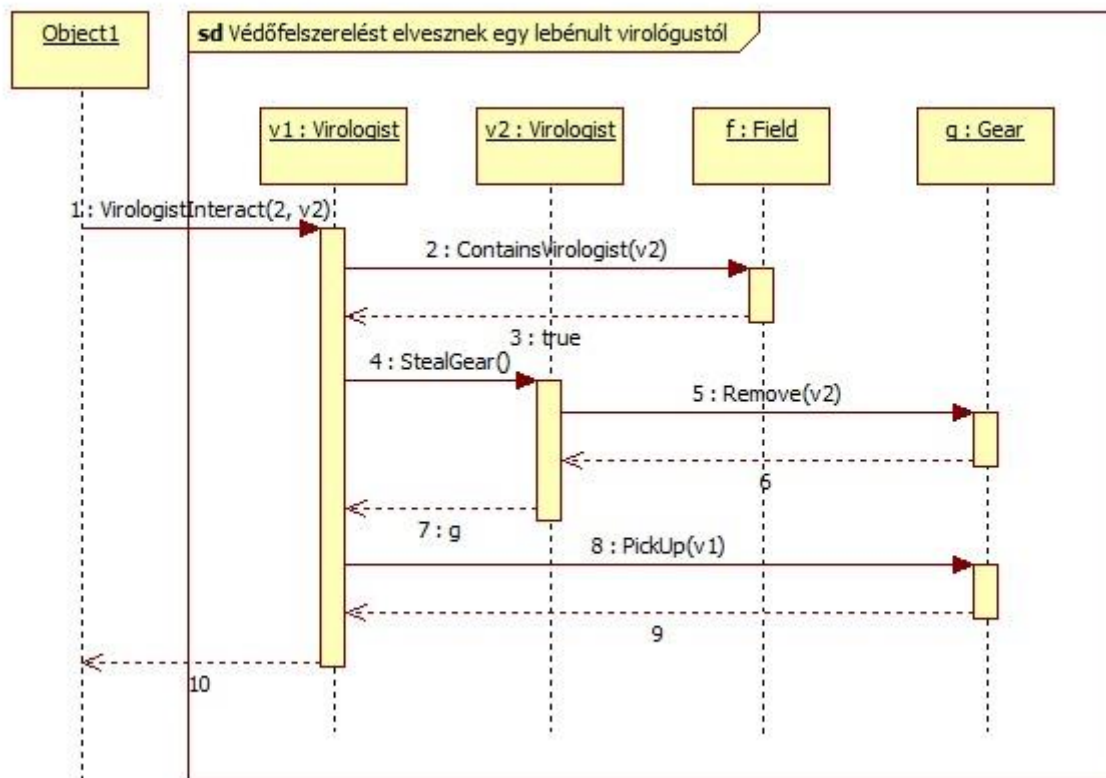 Object1
sd Védőfelszerelést elvesznek egy lebénult virológustól
v1 : Virologist
v2 : Virologist
f : Field
g : Gear
1 : VirologistInteract(2, v2)
2 : ContainsVirologist(v2)
3 : true
4 : StealGear()
5 : Remove(v2)
6
7 : g
8 : PickUp(v1)
9
10